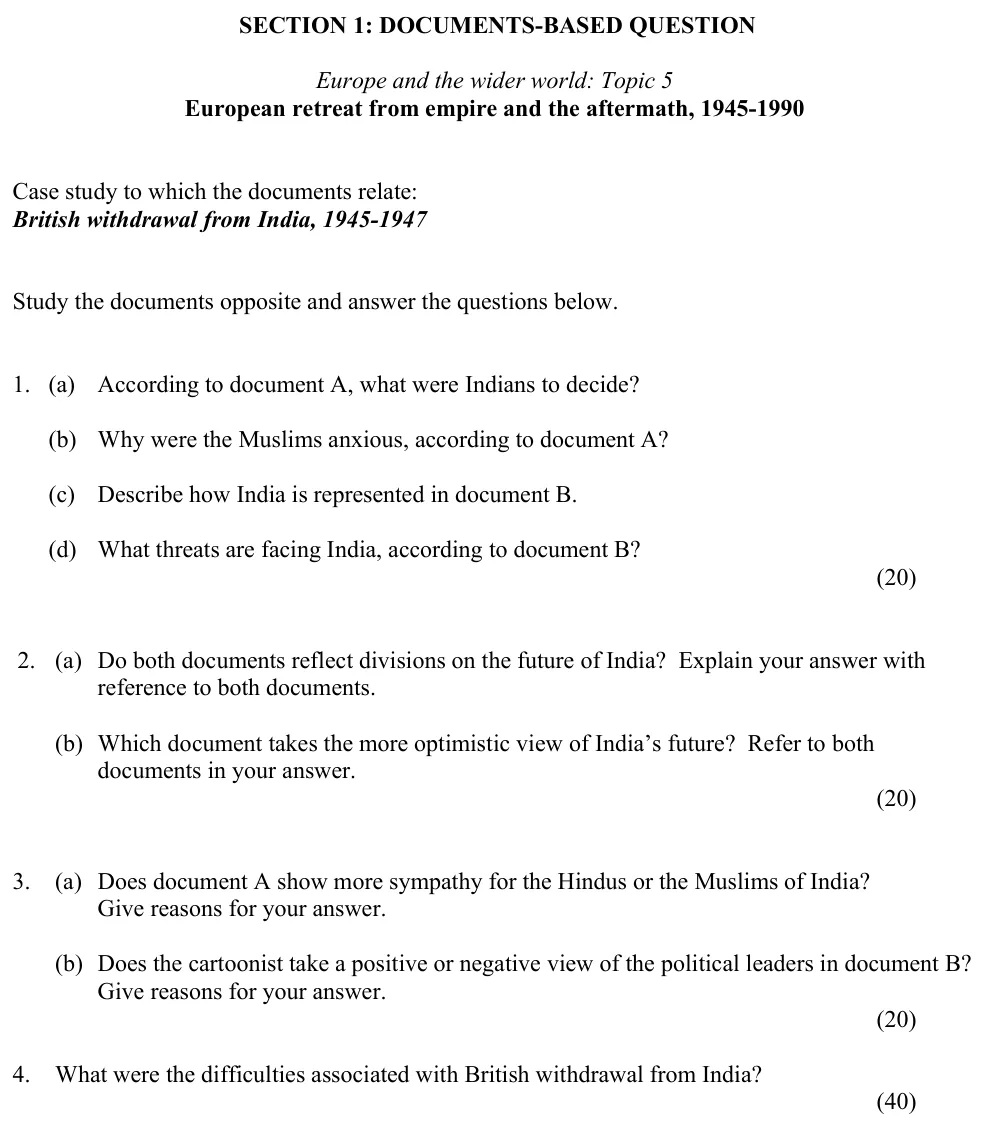 SECTION 1: DOCUMENTS-BASED QUESTION
Europe and the wider world: Topic 5
European retreat from empire and the aftermath, 1945-1990
Case study to which the documents relate:
British withdrawal from India, 1945-1947
Study the documents opposite and answer the questions below.
1. (a) According to document A, what were Indians to decide?
(b) Why were the Muslims anxious, according to document A?
(c) Describe how India is represented in document B.
(d) What threats are facing India, according to document B?
(20)
2. (a) Do both documents reflect divisions on the future of India? Explain your answer with
reference to both documents.
(b) Which document takes the more optimistic view of India’s future? Refer to both
documents in your answer.
(20)
3. (a) Does document A show more sympathy for the Hindus or the Muslims of India?
Give reasons for your answer.
(b) Does the cartoonist take a positive or negative view of the political leaders in document B?
Give reasons for your answer.
(20)
4. What were the difficulties associated with British withdrawal from India?
(40)